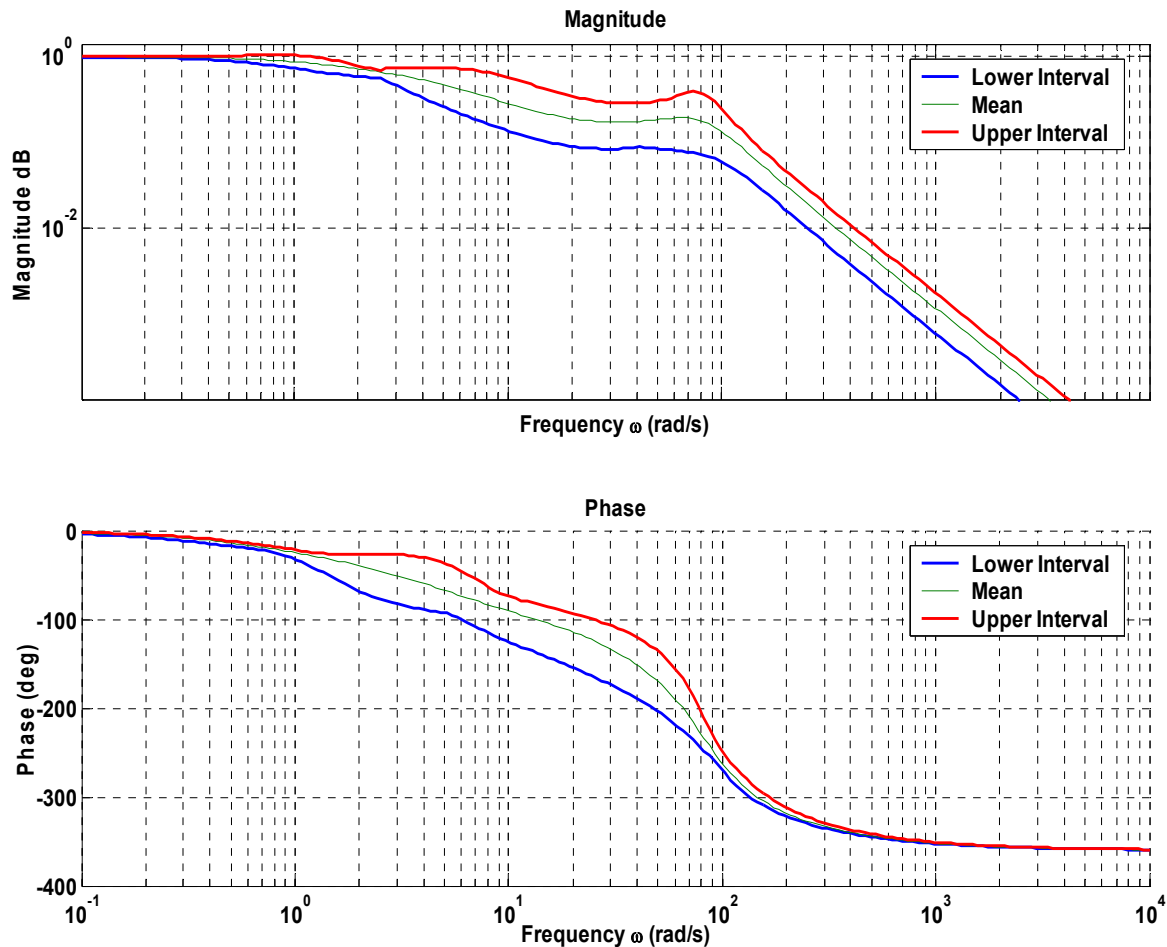 Magnitude
10^0
10^-2
Magnitude dB
Lower Interval
Mean
Upper Interval
Frequency ω (rad/s)
Phase
0
-100
-200
-300
-400
Phase (deg)
Lower Interval
Mean
Upper Interval
10^-1 10^0 10^1 10^2 10^3 10^4
Frequency ω (rad/s)